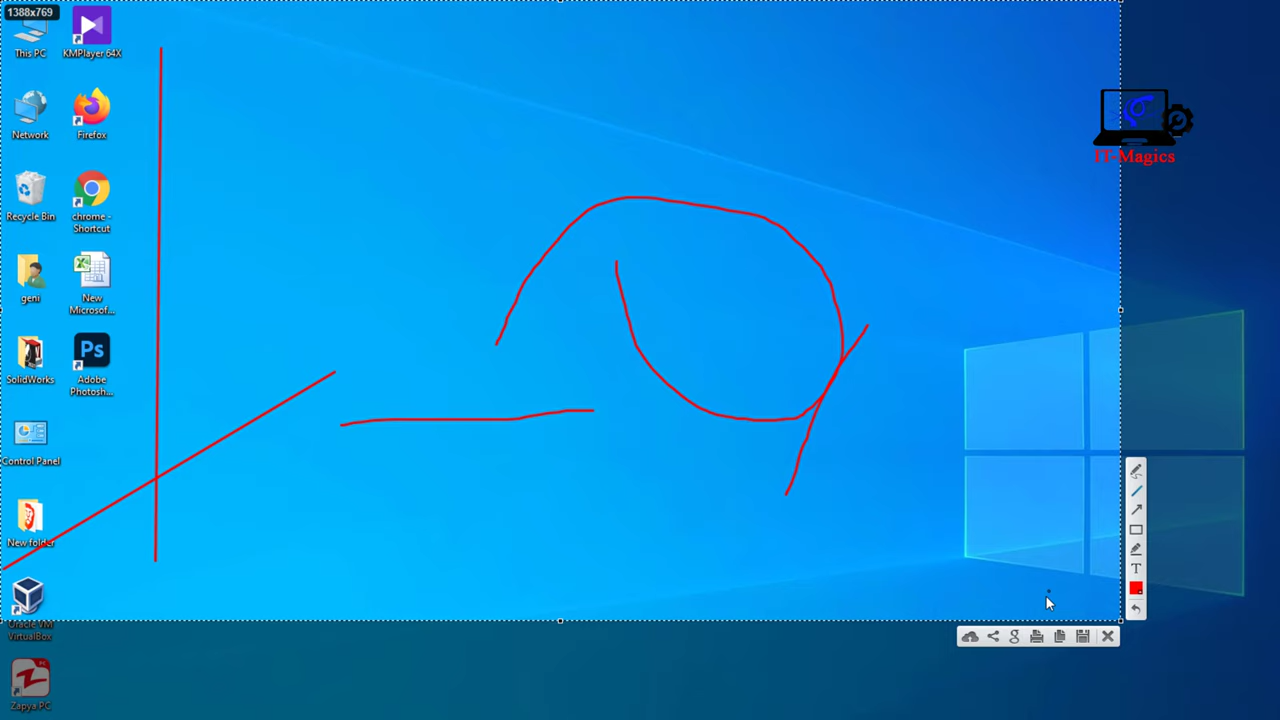 1388x769
This PC
KMPlayer 64X
Network
Firefox
Recycle Bin
chrome -
Shortcut
geni
New
Microsof...
SolidWorks
Ps
Adobe
Photosh...
Control Panel
New folder
Oracle VM
VirtualBox
Zapya PC
IT-Magics
T
g